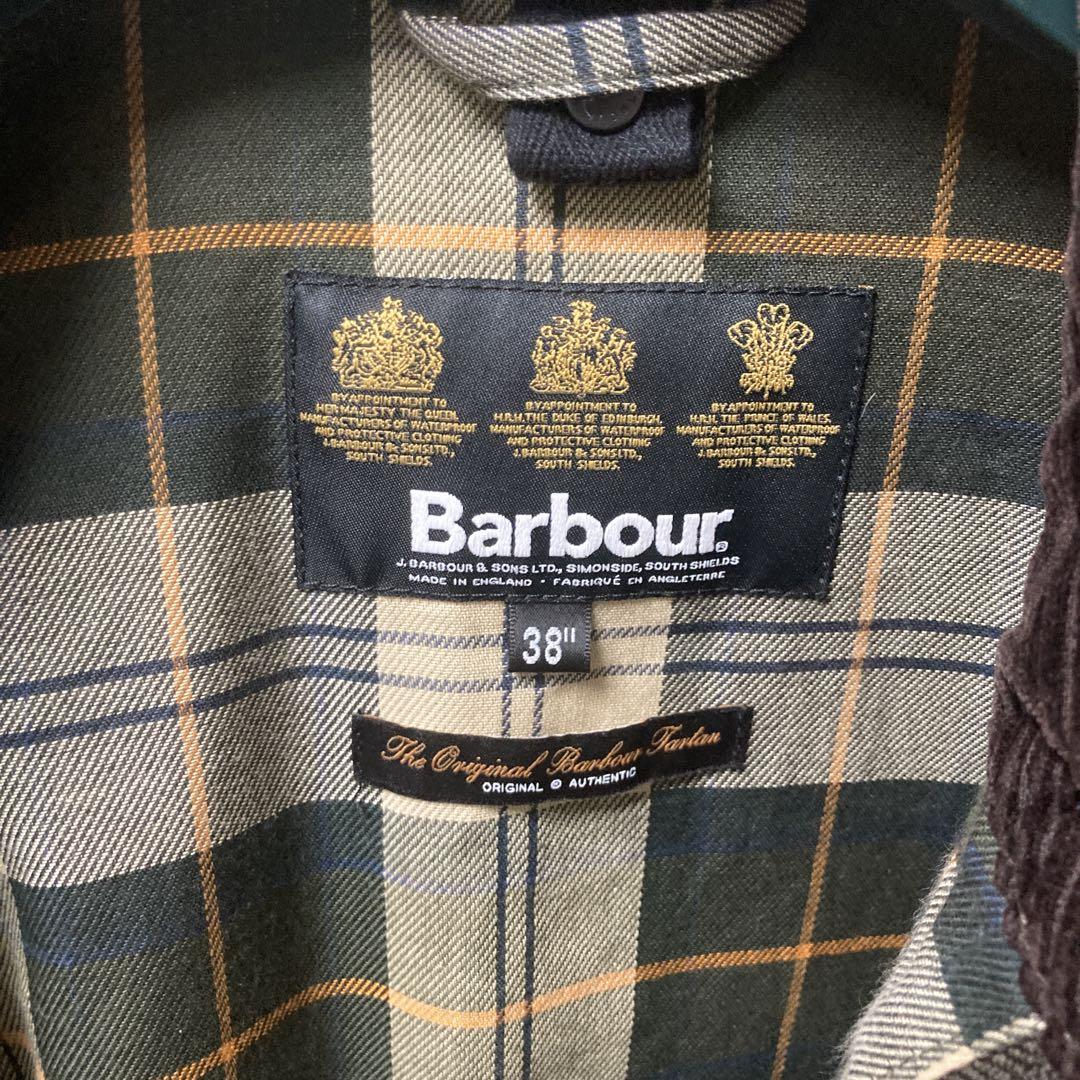 BY APPOINTMENT TO
HER MAJESTY THE QUEEN
MANUFACTURERS OF WATERPROOF
AND PROTECTIVE CLOTHING
J. BARBOUR & SONS LTD.,
SOUTH SHIELDS.
BY APPOINTMENT TO
H.R.H. THE DUKE OF EDINBURGH,
MANUFACTURERS OF WATERPROOF
AND PROTECTIVE CLOTHING
J. BARBOUR & SONS LTD.,
SOUTH SHIELDS.
BY APPOINTMENT TO
H.R.H. THE PRINCE OF WALES,
MANUFACTURERS OF WATERPROOF
AND PROTECTIVE CLOTHING
J. BARBOUR & SONS LTD.,
SOUTH SHIELDS.
Barbour®
J. BARBOUR & SONS LTD., SIMONSIDE, SOUTH SHIELDS
MADE IN ENGLAND · FABRIQUÉ EN ANGLETERRE
38"
The Original Barbour Tartan
ORIGINAL © AUTHENTIC